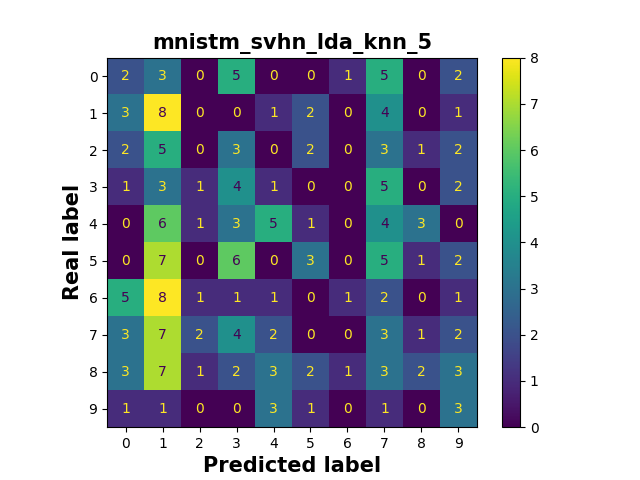 mnistm_svhn_lda_knn_5
0 2 3 0 5 0 0 1 5 0 2
1 3 8 0 0 1 2 0 4 0 1
2 2 5 0 3 0 2 0 3 1 2
3 1 3 1 4 1 0 0 5 0 2
4 0 6 1 3 5 1 0 4 3 0
5 0 7 0 6 0 3 0 5 1 2
6 5 8 1 1 1 0 1 2 0 1
7 3 7 2 4 2 0 0 3 1 2
8 3 7 1 2 3 2 1 3 2 3
9 1 1 0 0 3 1 0 1 0 3
0 1 2 3 4 5 6 7 8 9
Real label
Predicted label
8
7
6
5
4
3
2
1
0